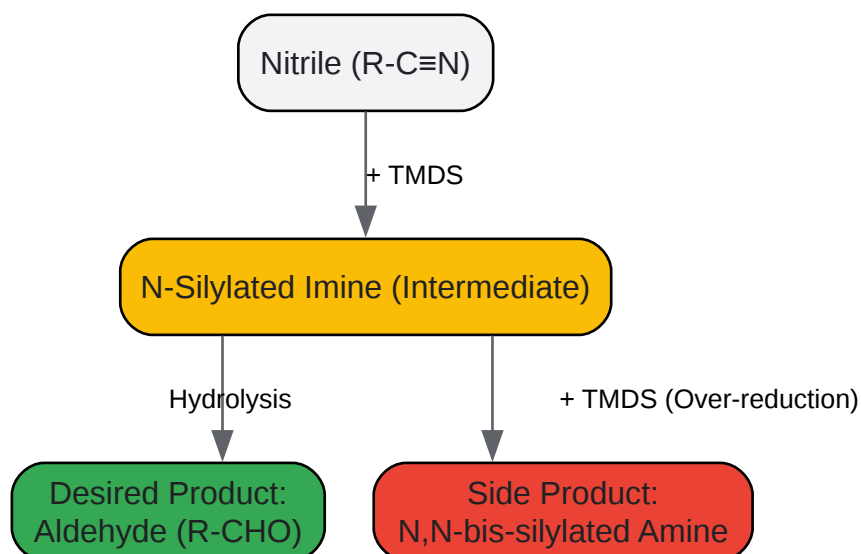 Nitrile (R-C≡N)
+ TMDS
N-Silylated Imine (Intermediate)
Hydrolysis
+ TMDS (Over-reduction)
Desired Product:
Aldehyde (R-CHO)
Side Product:
N,N-bis-silylated Amine